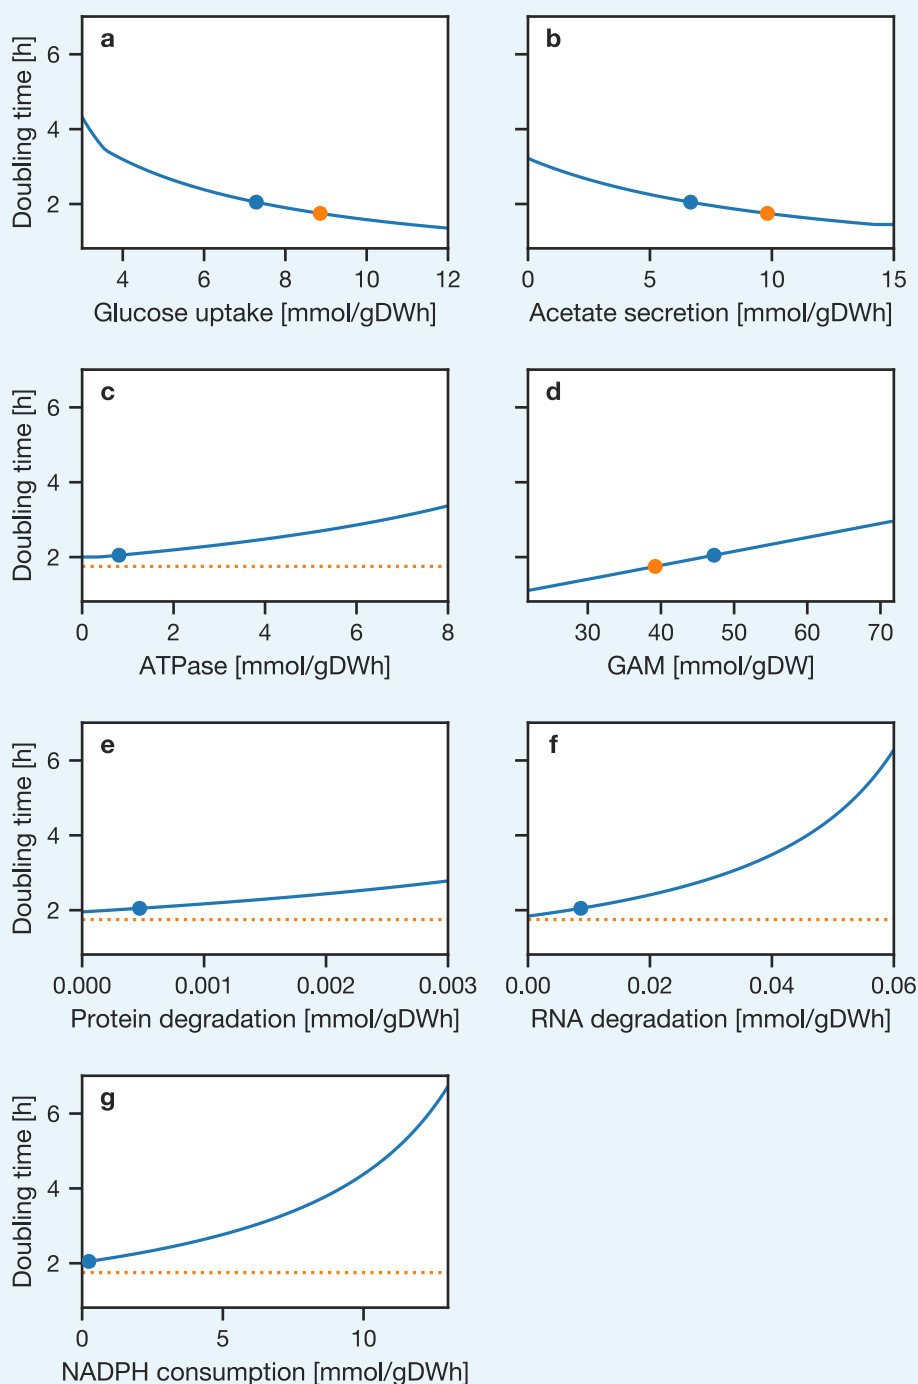 a
Doubling time [h]
6
4
2
4 6 8 10 12
Glucose uptake [mmol/gDWh]
b
0 5 10 15
Acetate secretion [mmol/gDWh]
c
Doubling time [h]
6
4
2
0 2 4 6 8
ATPase [mmol/gDWh]
d
30 40 50 60 70
GAM [mmol/gDW]
e
Doubling time [h]
6
4
2
0.000 0.001 0.002 0.003
Protein degradation [mmol/gDWh]
f
0.00 0.02 0.04 0.06
RNA degradation [mmol/gDWh]
g
Doubling time [h]
6
4
2
0 5 10
NADPH consumption [mmol/gDWh]